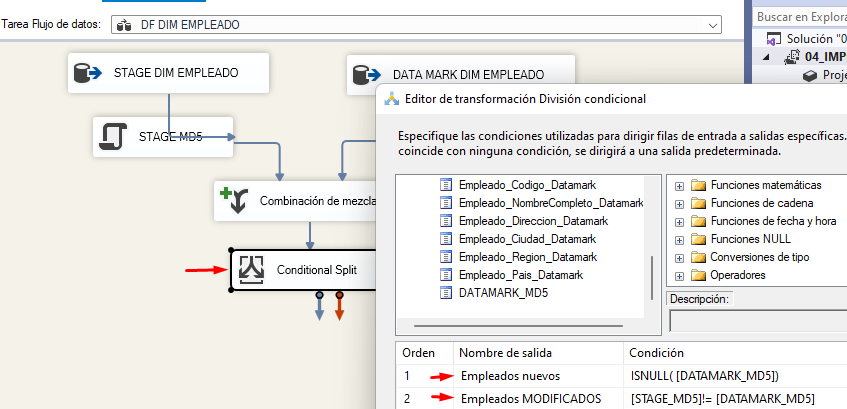 Tarea Flujo de datos: DF DIM EMPLEADO
Buscar en Explora
Solución "0
04_IMP
Proje
STAGE DIM EMPLEADO
DATA MARK DIM EMPLEADO
STAGE MD5
Combinación de mezcla
Conditional Split
Editor de transformación División condicional
Especifique las condiciones utilizadas para dirigir filas de entrada a salidas específicas.
coincide con ninguna condición, se dirigirá a una salida predeterminada.
Empleado_Codigo_Datamark
Empleado_NombreCompleto_Datamark
Empleado_Direccion_Datamark
Empleado_Ciudad_Datamark
Empleado_Region_Datamark
Empleado_Pais_Datamark
DATAMARK_MD5
Funciones matemáticas
Funciones de cadena
Funciones de fecha y hora
Funciones NULL
Conversiones de tipo
Operadores
Descripción:
Orden Nombre de salida Condición
1 Empleados nuevos ISNULL( [DATAMARK_MD5])
2 Empleados MODIFICADOS [STAGE_MD5]!= [DATAMARK_MD5]